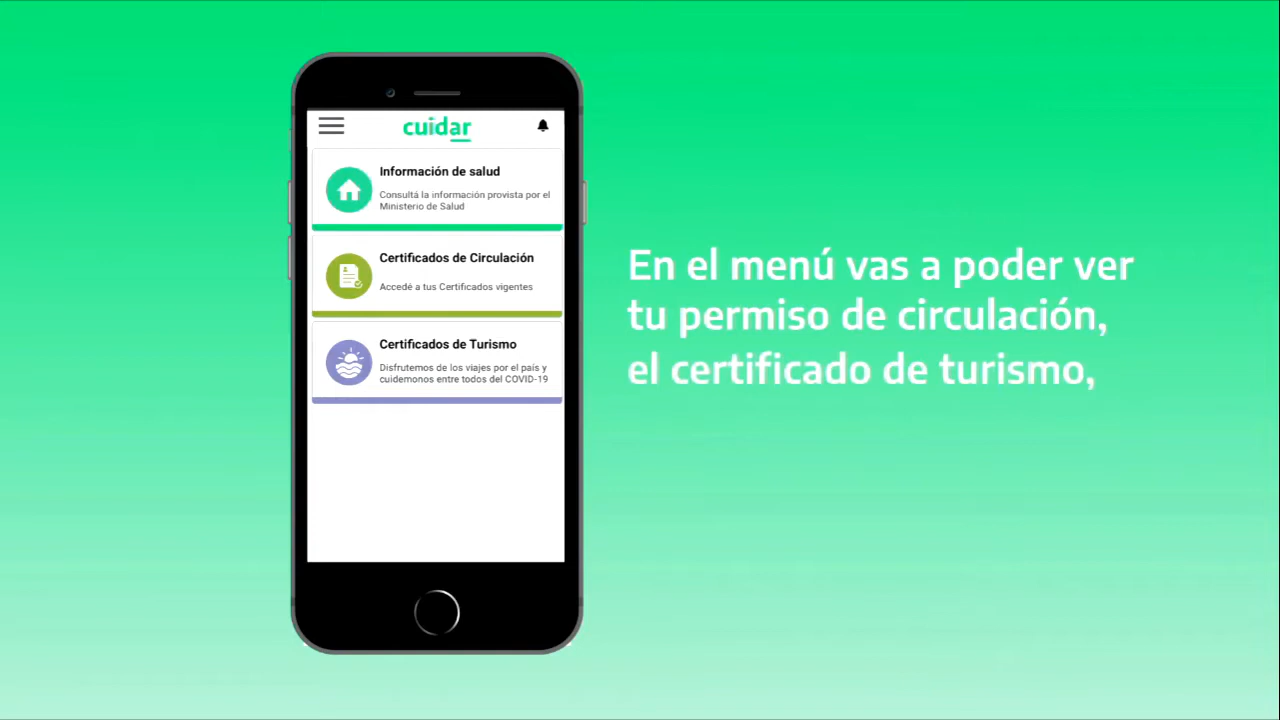 cuidar
Información de salud
Consultá la información provista por el
Ministerio de Salud
Certificados de Circulación
Accedé a tus Certificados vigentes
Certificados de Turismo
Disfrutemos de los viajes por el país y
cuidemonos entre todos del COVID-19
En el menú vas a poder ver
tu permiso de circulación,
el certificado de turismo,